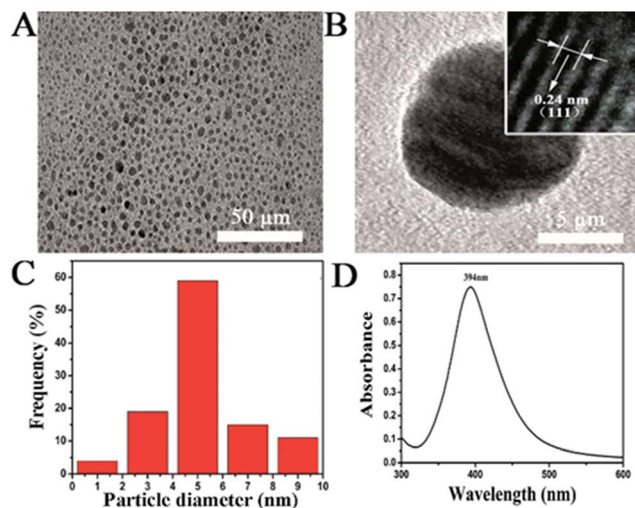 A
50 μm
B
0.24 nm
(111)
5 μm
C
Frequency (%)
60
50
40
30
20
10
0
0 1 2 3 4 5 6 7 8 9 10
Particle diameter (nm)
D
394nm
Absorbance
0.8
0.7
0.6
0.5
0.4
0.3
0.2
0.1
0.0
300 400 500 600
Wavelength (nm)